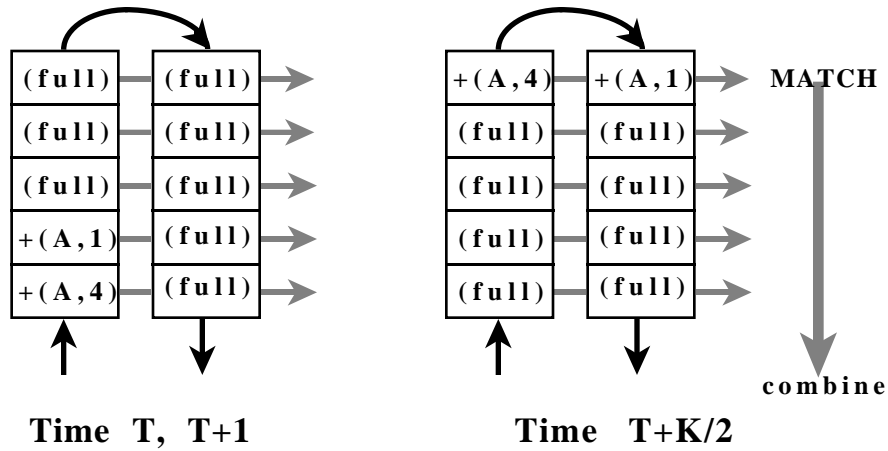 (full) (full) +(A,4) +(A,1) MATCH
(full) (full) (full) (full)
(full) (full) (full) (full)
+(A,1) (full) (full) (full)
+(A,4) (full) (full) (full)
combine
Time T, T+1 Time T+K/2